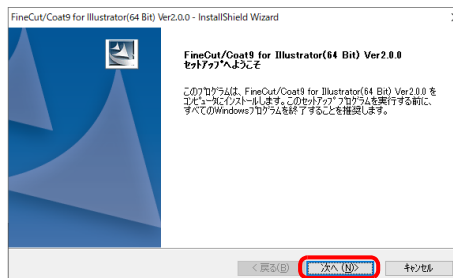 FineCut/Coat9 for Illustrator(64 Bit) Ver2.0.0 - InstallShield Wizard
FineCut/Coat9 for Illustrator(64 Bit) Ver2.0.0
ｾｯﾄｱｯﾌﾟへようこそ
このﾌﾟﾛｸﾞﾗﾑは、FineCut/Coat9 for Illustrator(64 Bit) Ver2.0.0 を
ｺﾝﾋﾟｭｰﾀにｲﾝｽﾄｰﾙします。このｾｯﾄｱｯﾌﾟ ﾌﾟﾛｸﾞﾗﾑを実行する前に、
すべてのWindowsﾌﾟﾛｸﾞﾗﾑを終了することを推奨します。
< 戻る(B) 次へ (N)> ｷｬﾝｾﾙ